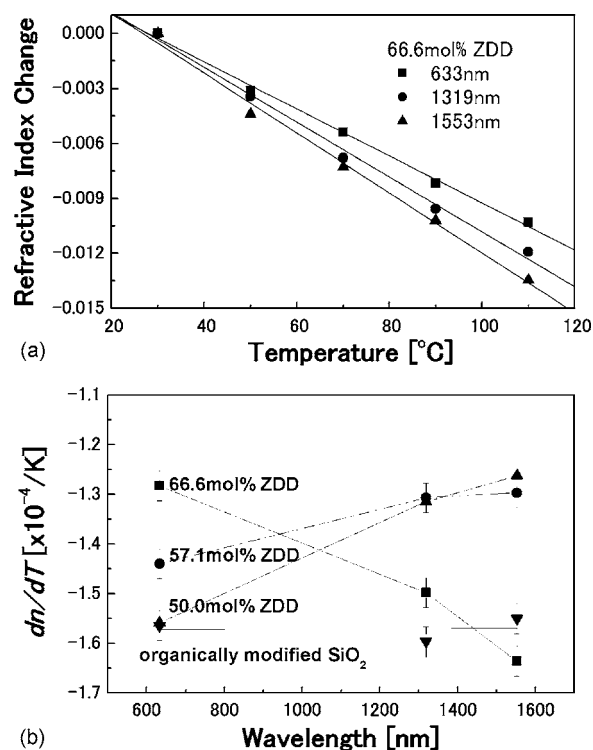 0.000
-0.003
-0.006
-0.009
-0.012
-0.015
Refractive Index Change
66.6mol% ZDD
633nm
1319nm
1553nm
20 40 60 80 100 120
(a) Temperature [°C]
-1.1
-1.2
-1.3
-1.4
-1.5
-1.6
-1.7
dn/dT [x10⁻⁴/K]
66.6mol% ZDD
57.1mol% ZDD
50.0mol% ZDD
organically modified SiO₂
600 800 1000 1200 1400 1600
(b) Wavelength [nm]